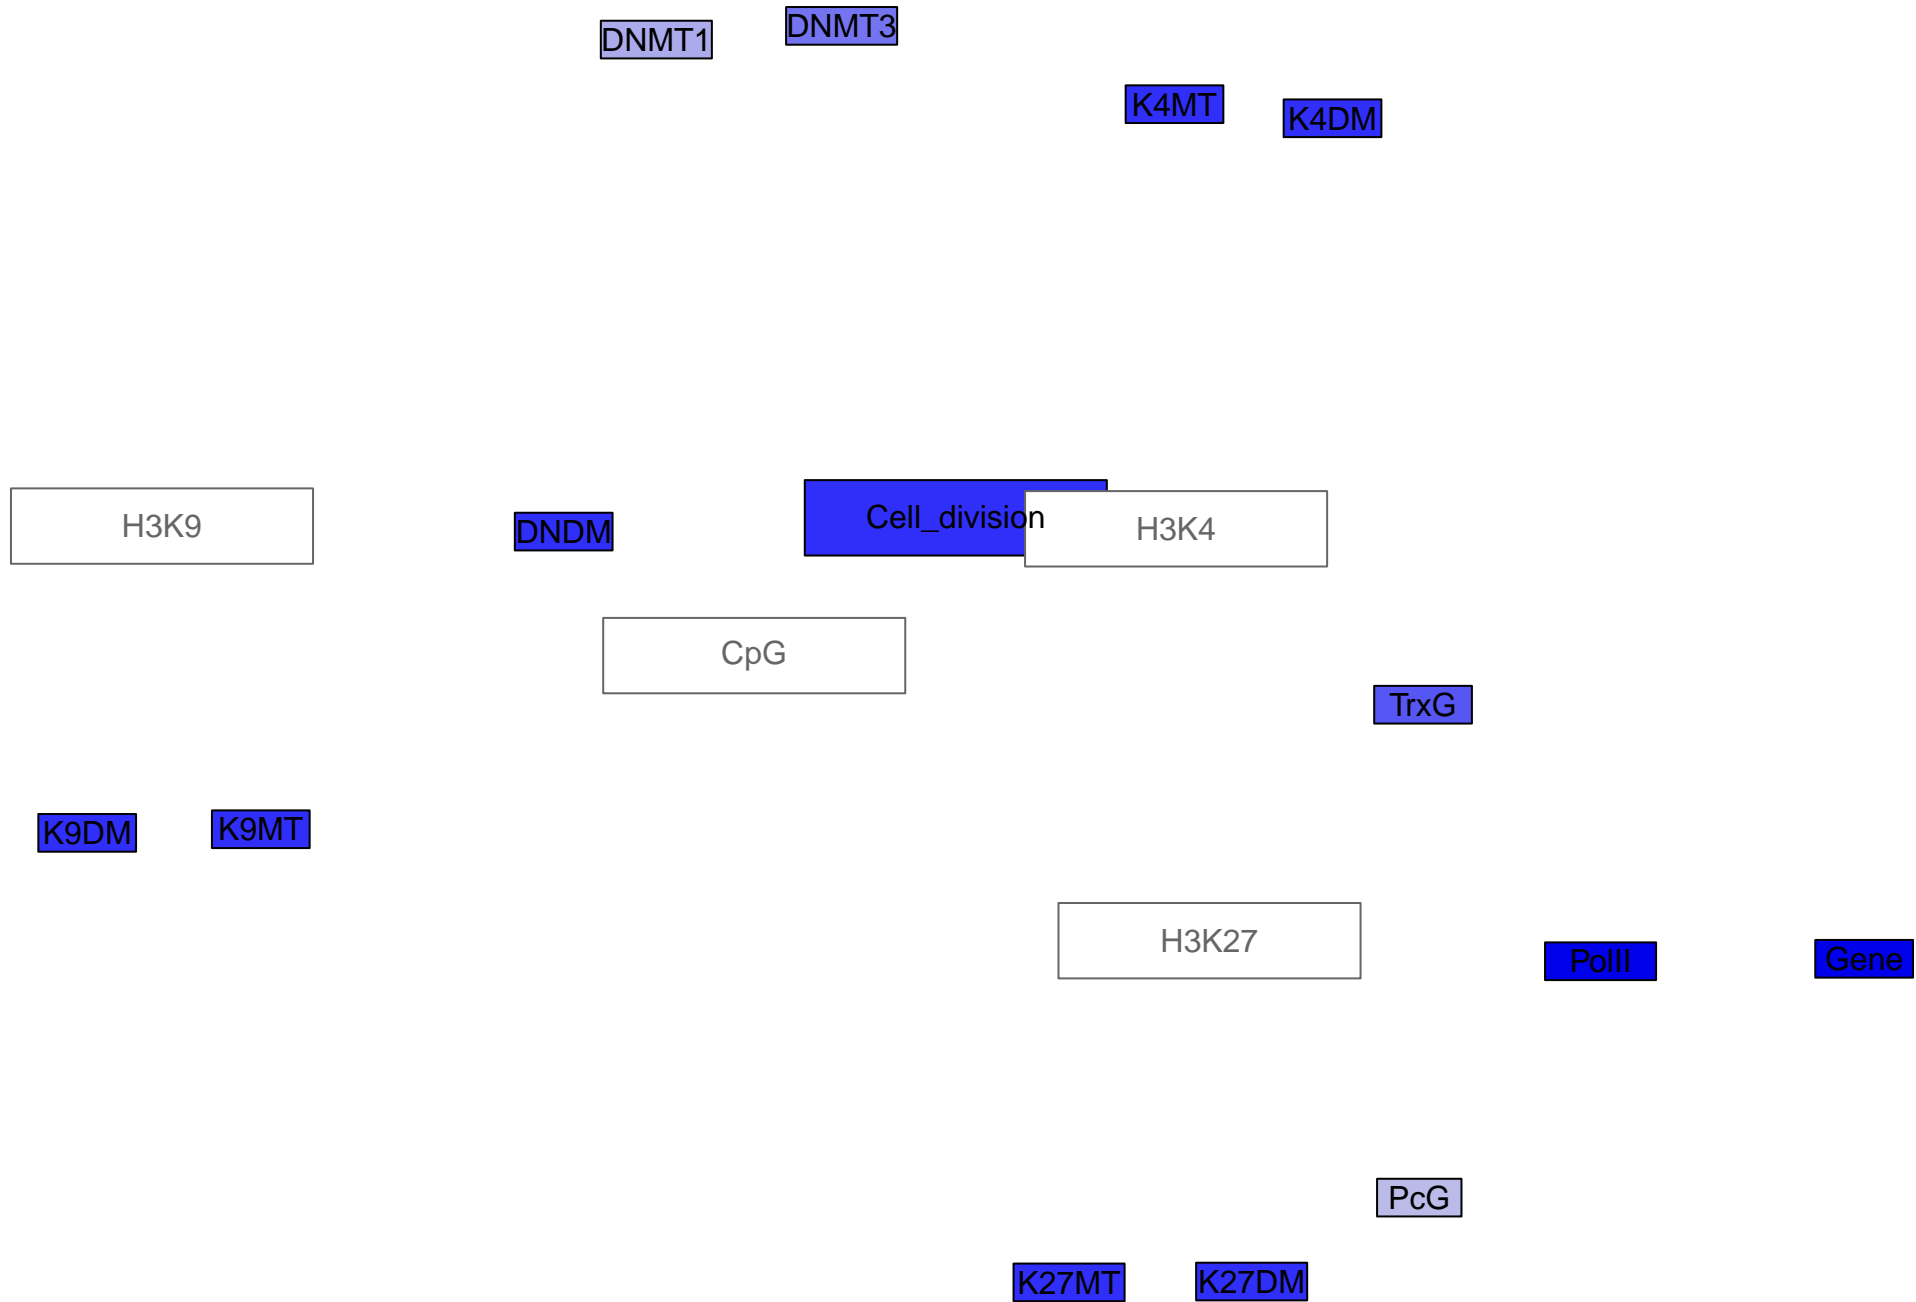 DNMT1
DNMT3
K4MT
K4DM
H3K9
DNDM
Cell_division
H3K4
CpG
TrxG
K9DM
K9MT
H3K27
PolII
Gene
PcG
K27MT
K27DM